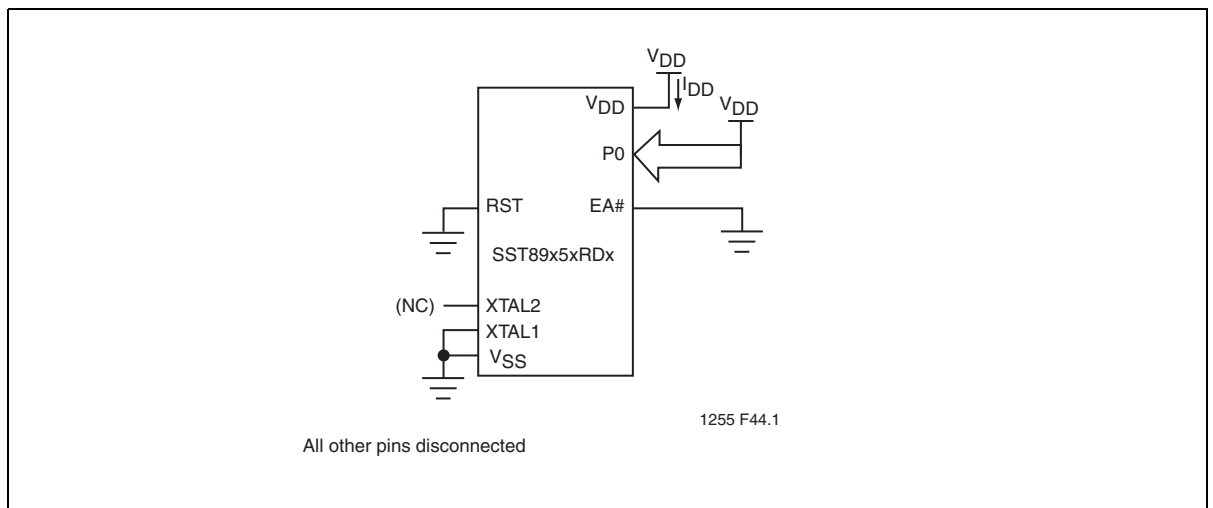 VDD
IDD
VDD
VDD
P0
RST
EA#
SST89x5xRDx
(NC)
XTAL2
XTAL1
VSS
1255 F44.1
All other pins disconnected